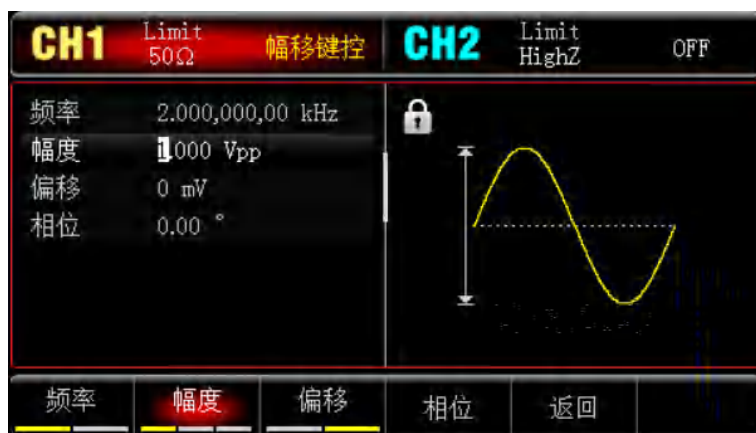 CH1 Limit 50Ω 幅移键控 CH2 Limit HighZ OFF
频率 2.000,000,00 kHz
幅度 1.000 Vpp
偏移 0 mV
相位 0.00 °
频率 幅度 偏移 相位 返回